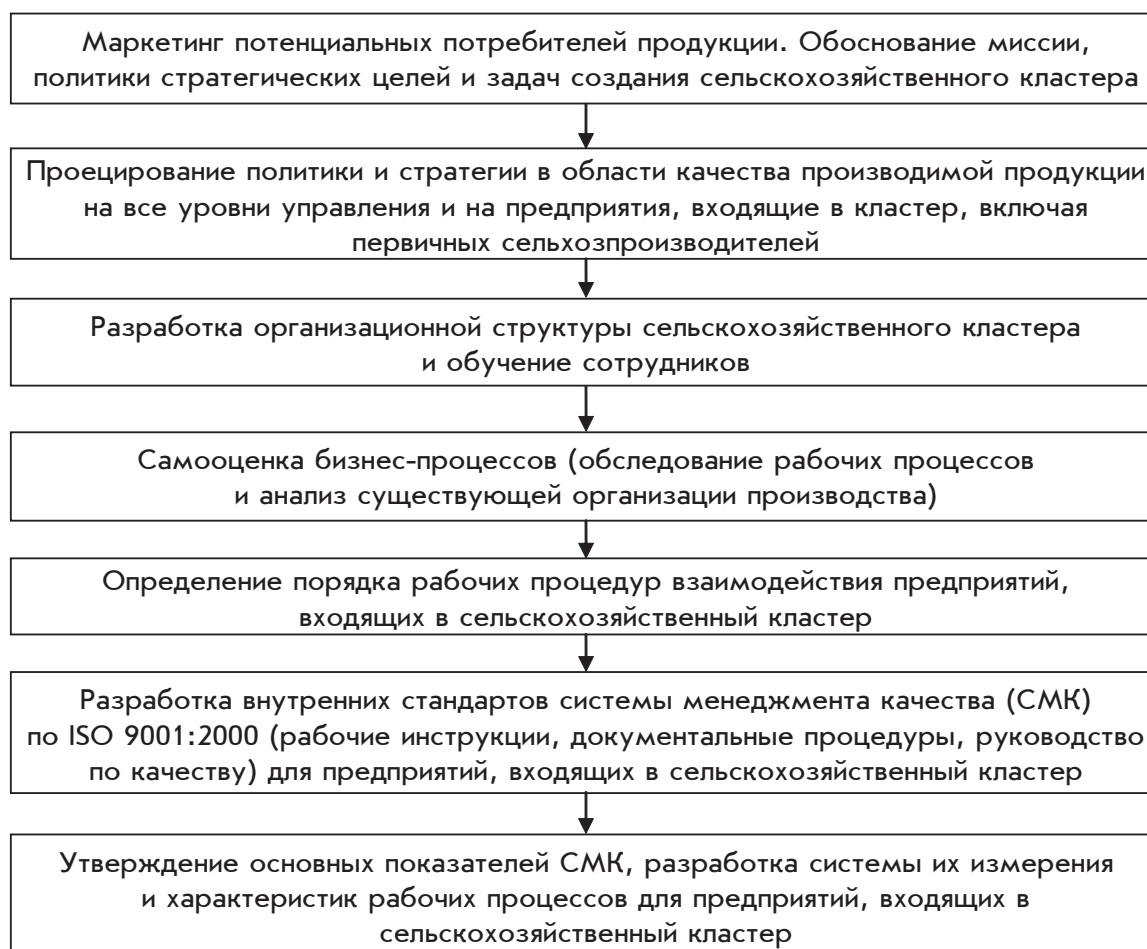 Маркетинг потенциальных потребителей продукции. Обоснование миссии,
политики стратегических целей и задач создания сельскохозяйственного кластера
Проецирование политики и стратегии в области качества производимой продукции
на все уровни управления и на предприятия, входящие в кластер, включая
первичных сельхозпроизводителей
Разработка организационной структуры сельскохозяйственного кластера
и обучение сотрудников
Самооценка бизнес-процессов (обследование рабочих процессов
и анализ существующей организации производства)
Определение порядка рабочих процедур взаимодействия предприятий,
входящих в сельскохозяйственный кластер
Разработка внутренних стандартов системы менеджмента качества (СМК)
по ISO 9001:2000 (рабочие инструкции, документальные процедуры, руководство
по качеству) для предприятий, входящих в сельскохозяйственный кластер
Утверждение основных показателей СМК, разработка системы их измерения
и характеристик рабочих процессов для предприятий, входящих в
сельскохозяйственный кластер